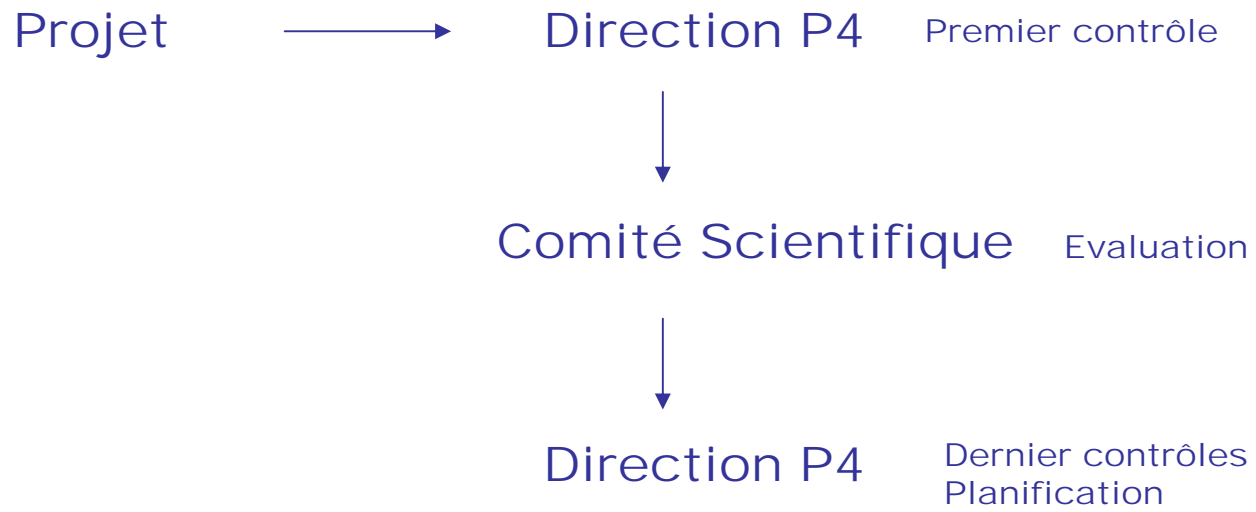 Projet
Direction P4
Premier contrôle
Comité Scientifique
Evaluation
Direction P4
Dernier contrôles
Planification